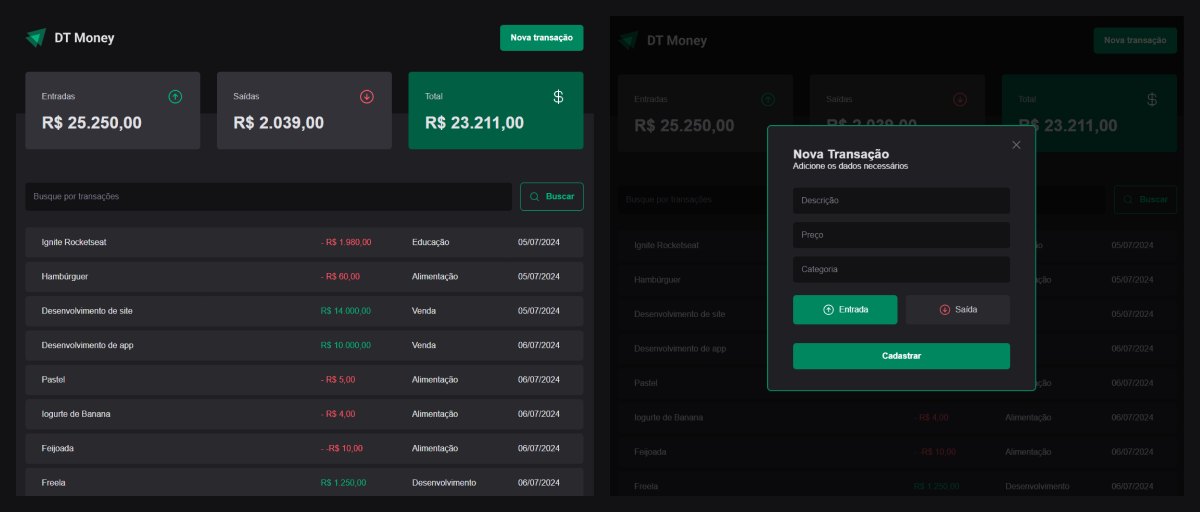 DT Money
Nova transação
Entradas
R$ 25.250,00
Saídas
R$ 2.039,00
Total
R$ 23.211,00
Busque por transações
Buscar
Ignite Rocketseat - R$ 1.980,00 Educação 05/07/2024
Hambúrguer - R$ 60,00 Alimentação 05/07/2024
Desenvolvimento de site R$ 14.000,00 Venda 05/07/2024
Desenvolvimento de app R$ 10.000,00 Venda 06/07/2024
Pastel - R$ 5,00 Alimentação 06/07/2024
Iogurte de Banana - R$ 4,00 Alimentação 06/07/2024
Feijoada - -R$ 10,00 Alimentação 06/07/2024
Freela R$ 1.250,00 Desenvolvimento 06/07/2024
DT Money
Nova transação
Entradas
R$ 25.250,00
Saídas
R$ 2.039,00
Total
R$ 23.211,00
Busque por transações
Buscar
Nova Transação
Adicione os dados necessários
Descrição
Preço
Categoria
Entrada
Saída
Cadastrar
Ignite Rocketseat 05/07/2024
Hambúrguer 05/07/2024
Desenvolvimento de site 05/07/2024
Desenvolvimento de app 06/07/2024
Pastel 06/07/2024
Iogurte de Banana - R$ 4,00 Alimentação 06/07/2024
Feijoada - -R$ 10,00 Alimentação 06/07/2024
Freela R$ 1.250,00 Desenvolvimento 06/07/2024